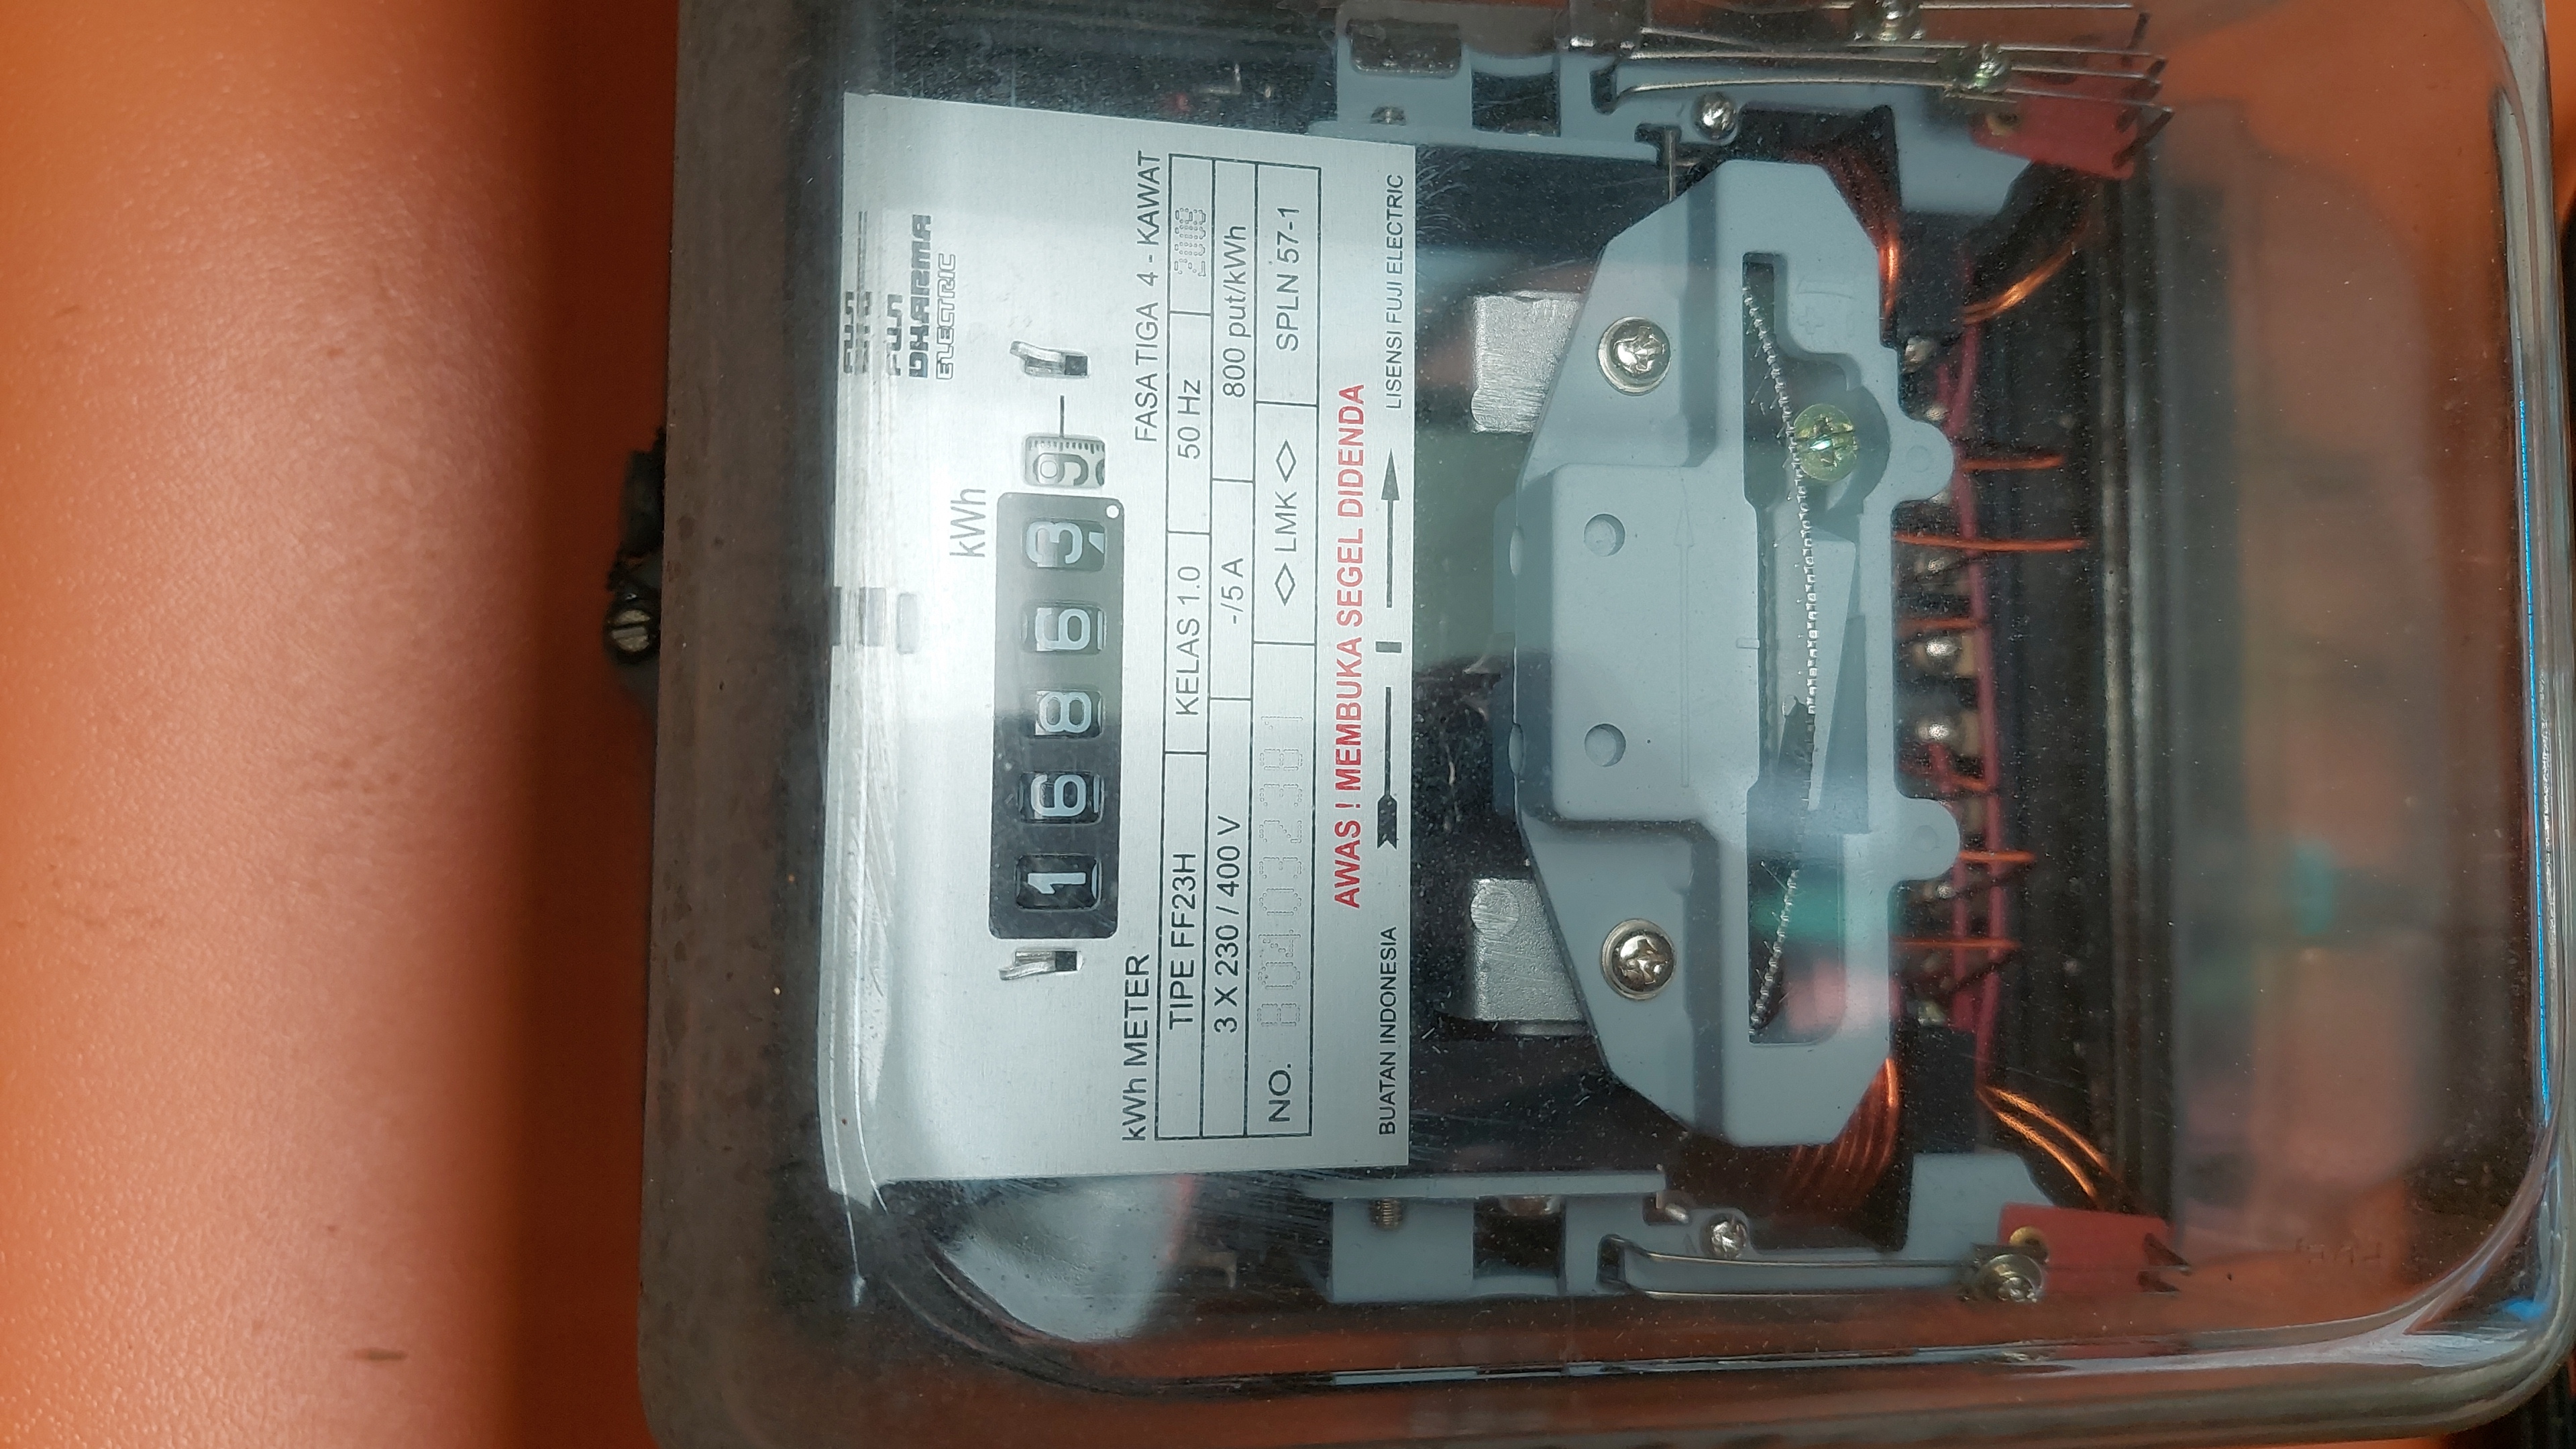 FUJI
DHARMA
ELECTRIC
kWh
1 6 8 6 3 9
kWh METER
FASA TIGA 4 - KAWAT
TIPE FF23H KELAS 1.0 50 Hz 2008
3 X 230 / 400 V -/5 A 800 put/kWh
NO. 804032381 LMK SPLN 57-1
AWAS ! MEMBUKA SEGEL DIDENDA
BUATAN INDONESIA LISENSI FUJI ELECTRIC